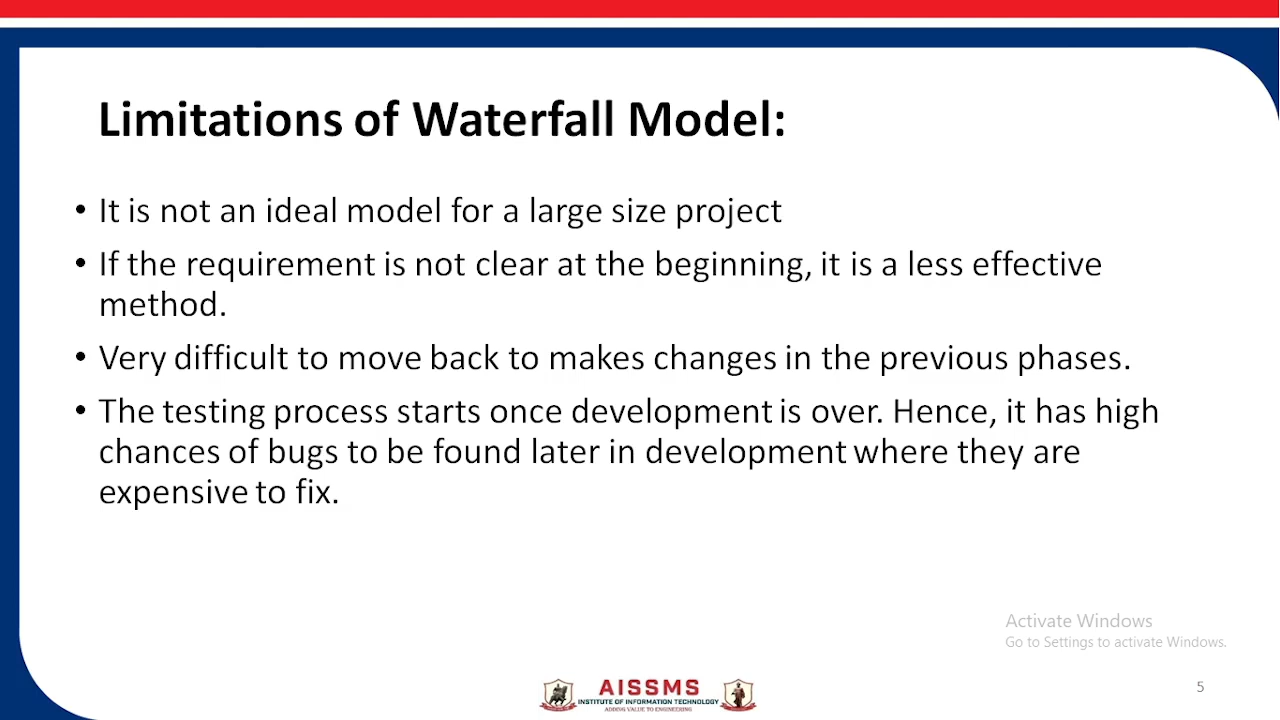 Limitations of Waterfall Model:
• It is not an ideal model for a large size project
• If the requirement is not clear at the beginning, it is a less effective
method.
• Very difficult to move back to makes changes in the previous phases.
• The testing process starts once development is over. Hence, it has high
chances of bugs to be found later in development where they are
expensive to fix.
Activate Windows
Go to Settings to activate Windows.
AISSMS
INSTITUTE OF INFORMATION TECHNOLOGY
ADDING VALUE TO ENGINEERING
5